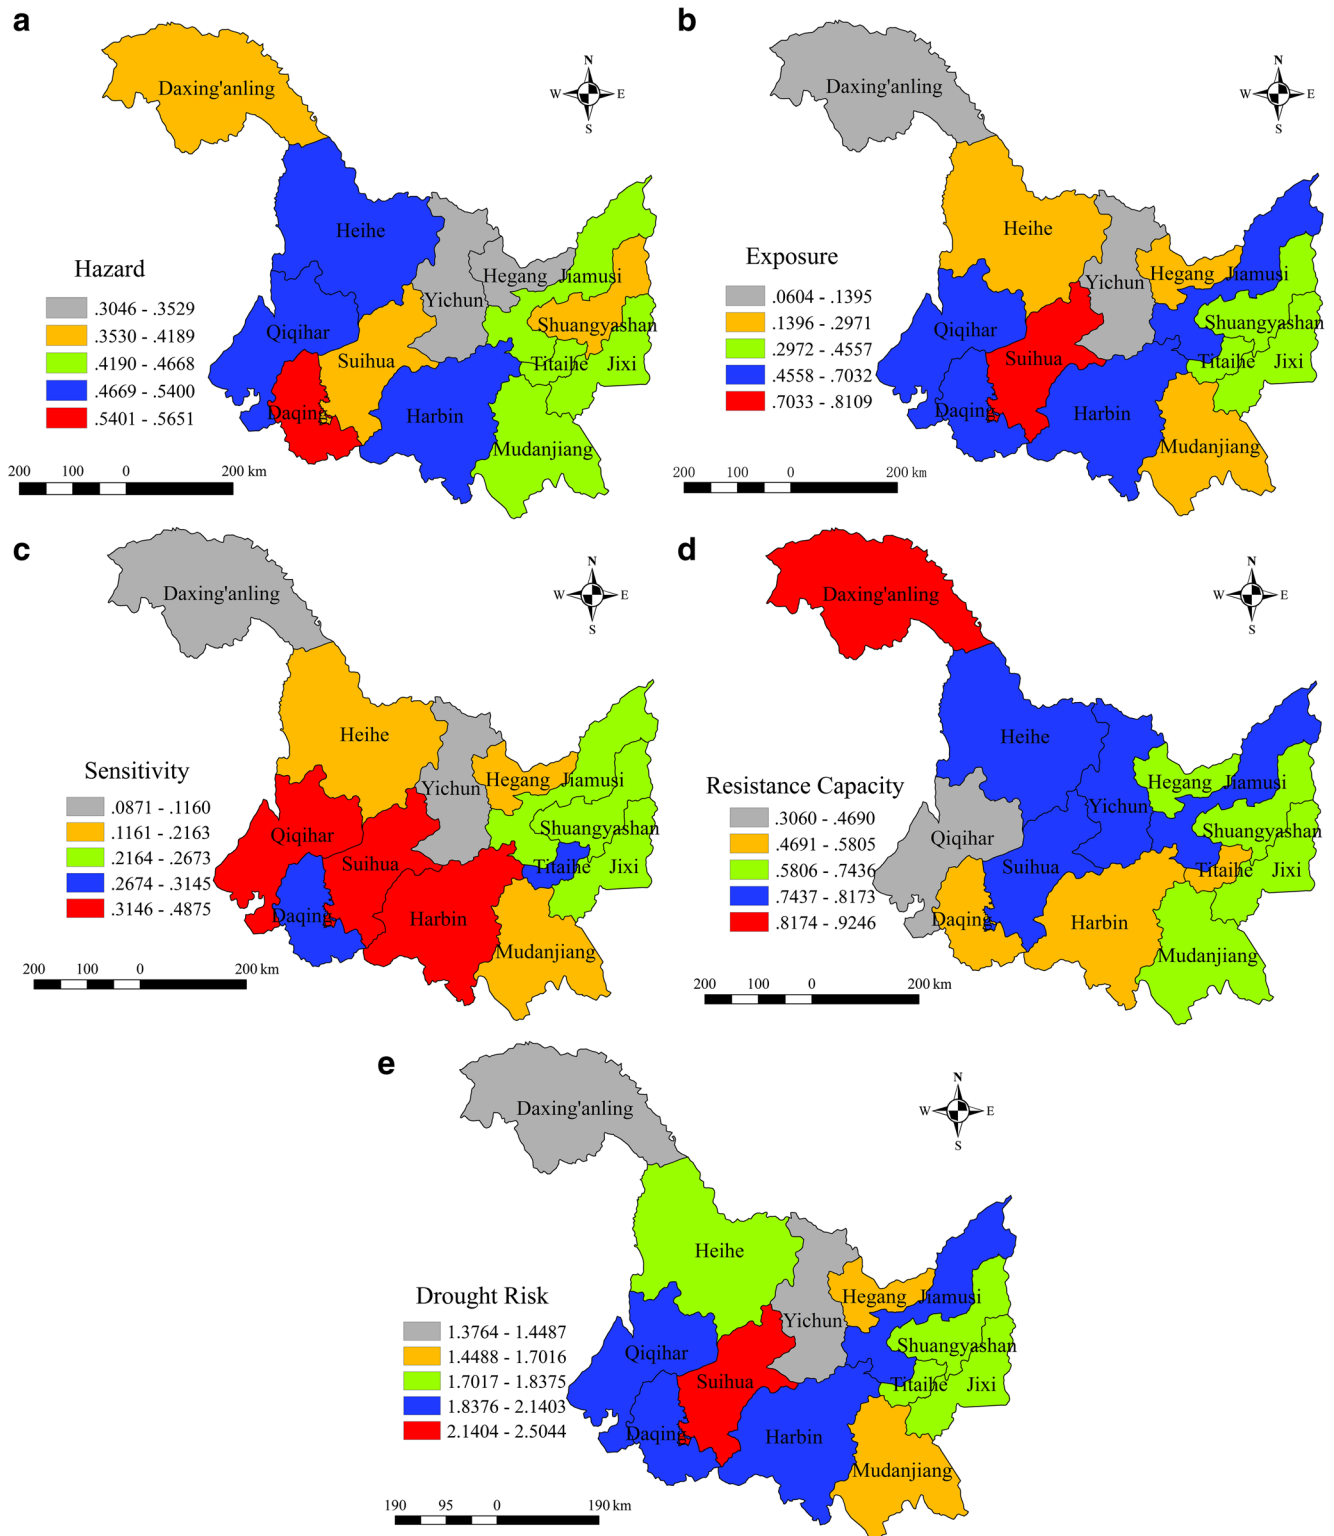 a
N
W E
S
Daxing'anling
Heihe
Hegang
Jiamusi
Yichun
Qiqihar
Suihua
Shuangyashan
Titaihe
Jixi
Daqing
Harbin
Mudanjiang
Hazard
.3046 - .3529
.3530 - .4189
.4190 - .4668
.4669 - .5400
.5401 - .5651
200 100 0 200 km
b
N
W E
S
Daxing'anling
Heihe
Hegang
Jiamusi
Yichun
Qiqihar
Suihua
Shuangyashan
Titaihe
Jixi
Daqing
Harbin
Mudanjiang
Exposure
.0604 - .1395
.1396 - .2971
.2972 - .4557
.4558 - .7032
.7033 - .8109
200 100 0 200 km
c
N
W E
S
Daxing'anling
Heihe
Hegang
Jiamusi
Yichun
Qiqihar
Suihua
Shuangyashan
Titaihe
Jixi
Daqing
Harbin
Mudanjiang
Sensitivity
.0871 - .1160
.1161 - .2163
.2164 - .2673
.2674 - .3145
.3146 - .4875
200 100 0 200 km
d
N
W E
S
Daxing'anling
Heihe
Hegang
Jiamusi
Yichun
Qiqihar
Suihua
Shuangyashan
Titaihe
Jixi
Daqing
Harbin
Mudanjiang
Resistance Capacity
.3060 - .4690
.4691 - .5805
.5806 - .7436
.7437 - .8173
.8174 - .9246
200 100 0 200 km
e
N
W E
S
Daxing'anling
Heihe
Hegang
Jiamusi
Yichun
Qiqihar
Suihua
Shuangyashan
Titaihe
Jixi
Daqing
Harbin
Mudanjiang
Drought Risk
1.3764 - 1.4487
1.4488 - 1.7016
1.7017 - 1.8375
1.8376 - 2.1403
2.1404 - 2.5044
190 95 0 190 km